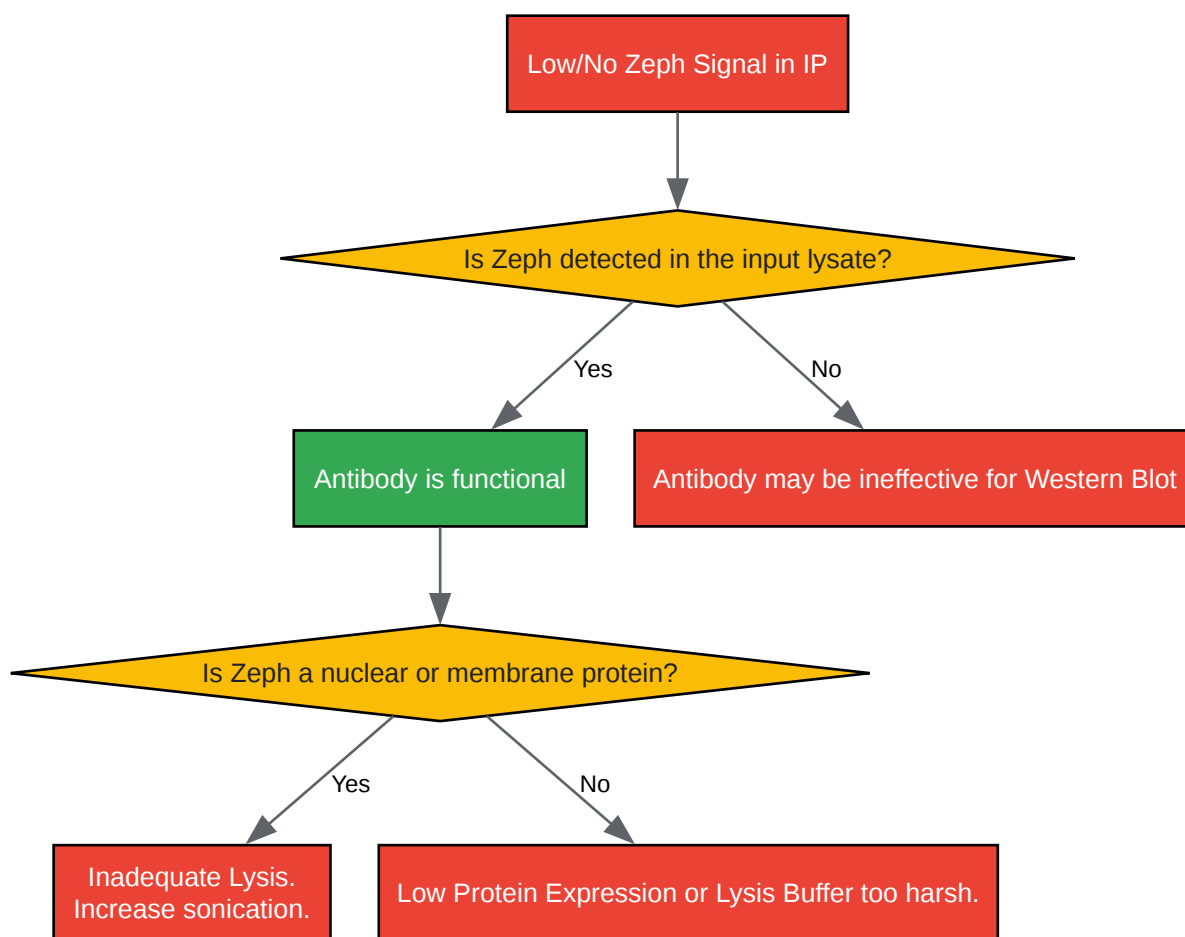 Low/No Zeph Signal in IP
Is Zeph detected in the input lysate?
Yes
No
Antibody is functional
Antibody may be ineffective for Western Blot
Is Zeph a nuclear or membrane protein?
Yes
No
Inadequate Lysis.
Increase sonication.
Low Protein Expression or Lysis Buffer too harsh.